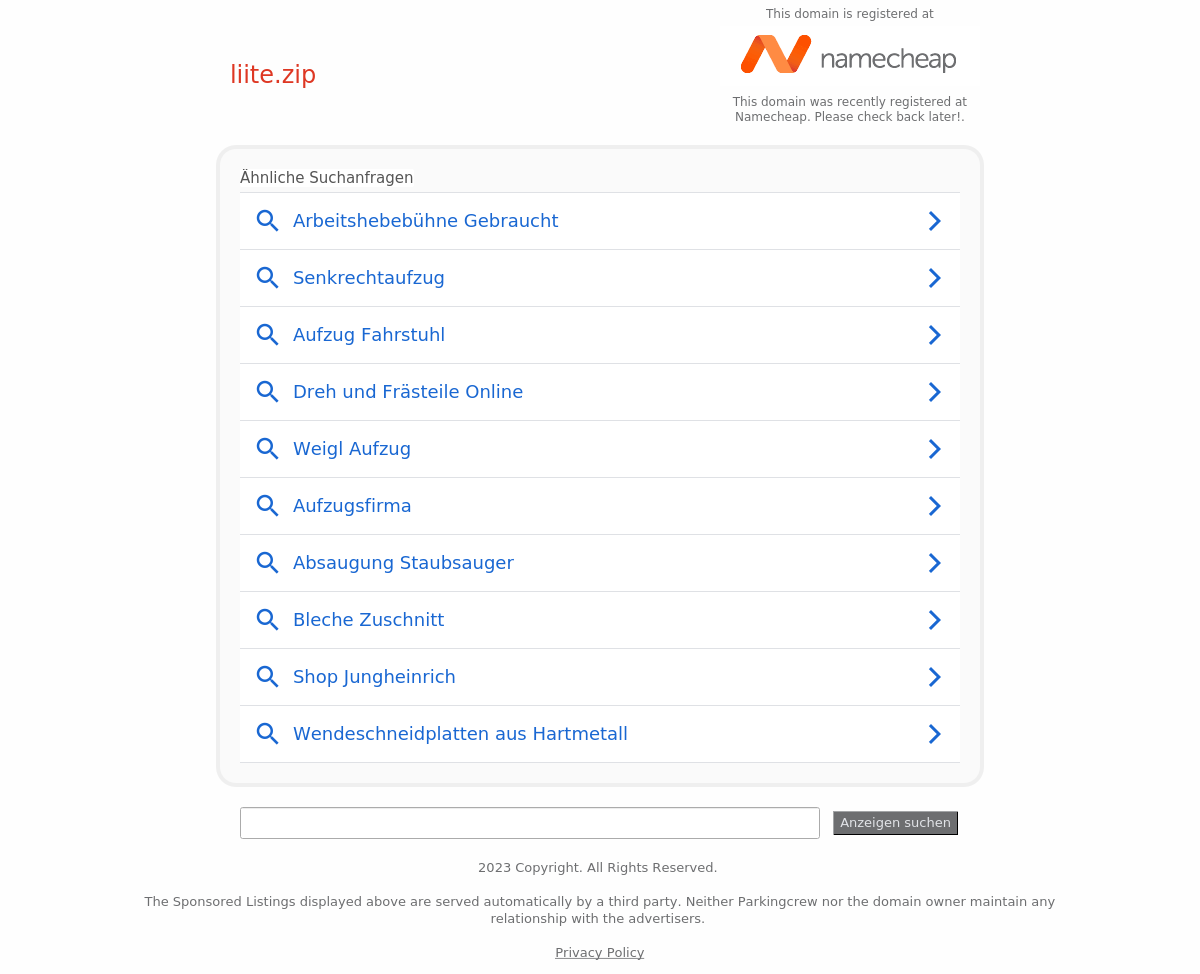 This domain is registered at
namecheap
liite.zip
This domain was recently registered at
Namecheap. Please check back later!.
Ähnliche Suchanfragen
Arbeitshebebühne Gebraucht
Senkrechtaufzug
Aufzug Fahrstuhl
Dreh und Frästeile Online
Weigl Aufzug
Aufzugsfirma
Absaugung Staubsauger
Bleche Zuschnitt
Shop Jungheinrich
Wendeschneidplatten aus Hartmetall
Anzeigen suchen
2023 Copyright. All Rights Reserved.
The Sponsored Listings displayed above are served automatically by a third party. Neither Parkingcrew nor the domain owner maintain any
relationship with the advertisers.
Privacy Policy